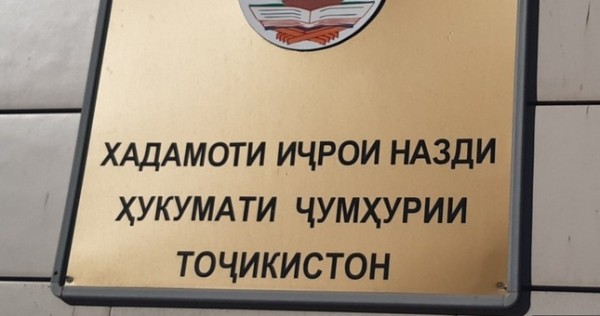 ХАДАМОТИ ИҶРОИ НАЗДИ
ҲУКУМАТИ ҶУМҲУРИИ
ТОҶИКИСТОН